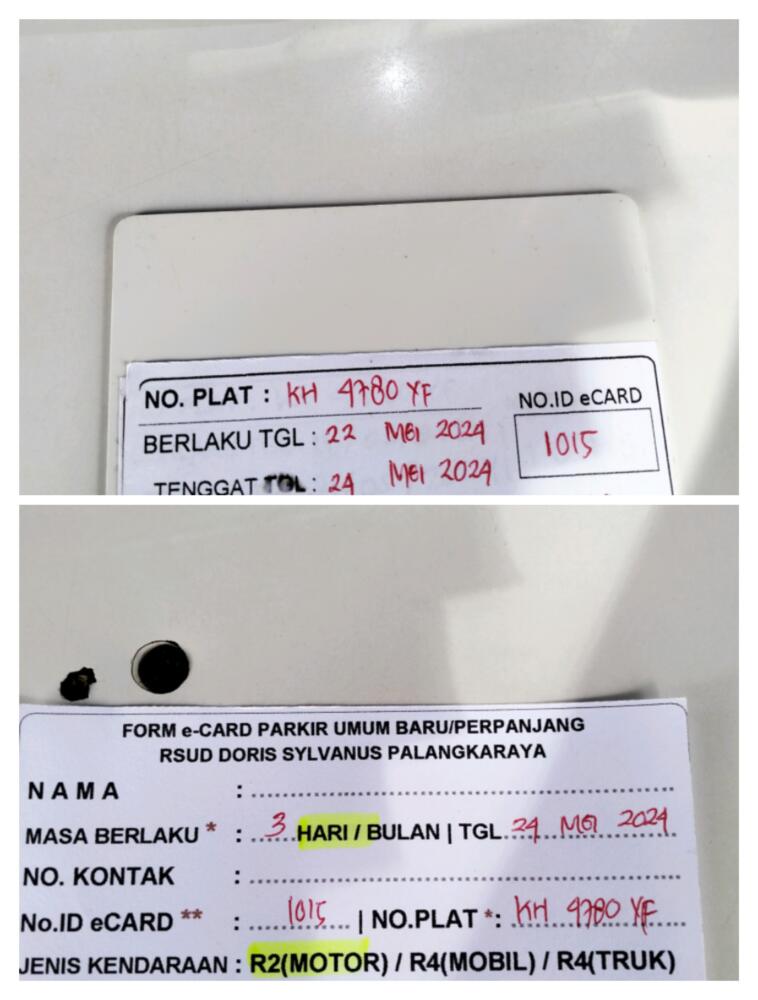 NO. PLAT : KH 4780 YF
NO.ID eCARD
BERLAKU TGL : 22 MEI 2024
1015
TENGGAT TGL : 24 MEI 2024
FORM e-CARD PARKIR UMUM BARU/PERPANJANG
RSUD DORIS SYLVANUS PALANGKARAYA
NAMA : ........................................
MASA BERLAKU * : 3 HARI / BULAN | TGL 24 MEI 2024
NO. KONTAK : ........................................
No.ID eCARD ** : 1015 | NO.PLAT *: KH 4780 YF
JENIS KENDARAAN : R2(MOTOR) / R4(MOBIL) / R4(TRUK)